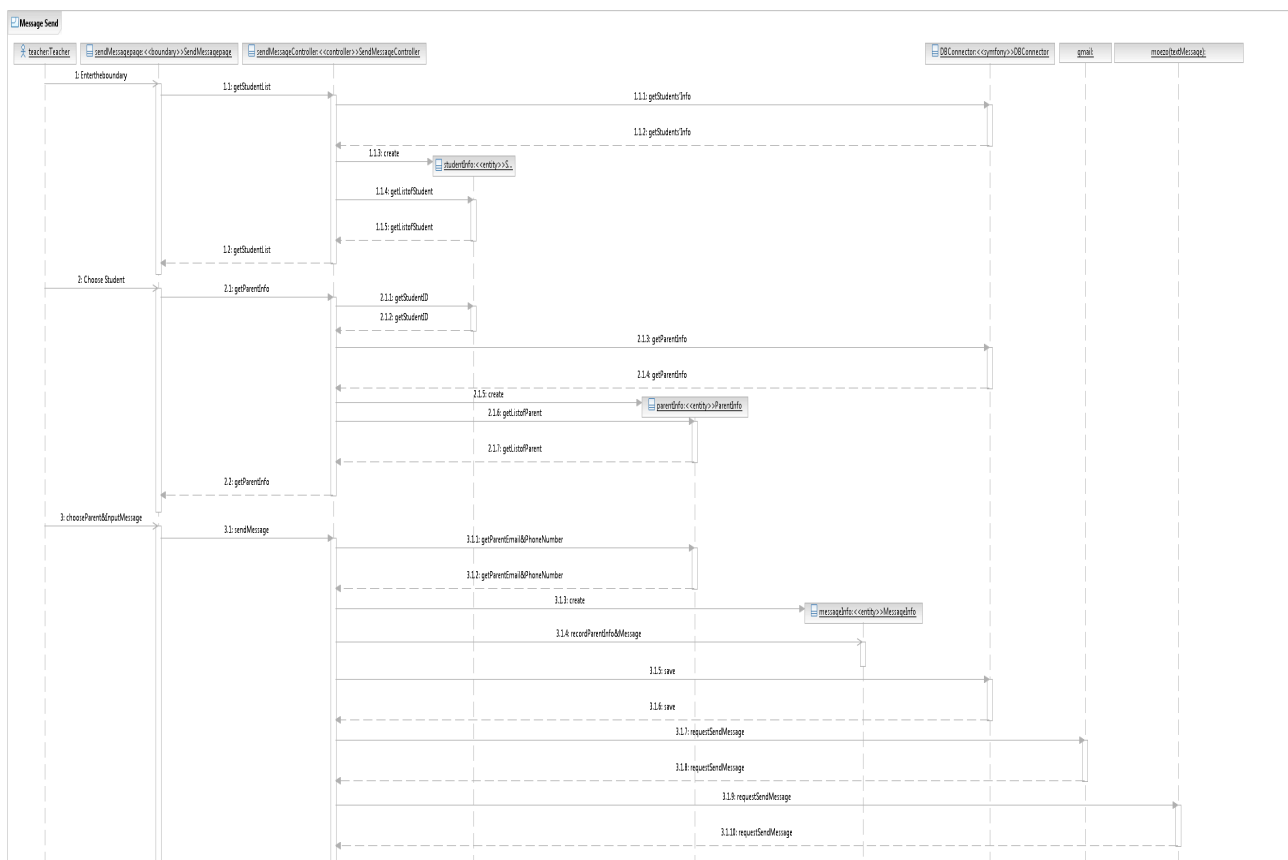 Message Send
teacher:Teacher
sendMessagepage:<<boundary>>SendMessagepage
sendMessageController:<<controller>>SendMessageController
DBConnector:<<symfony>>DBConnector
gmail:
moezo(textMessage):
1: Entertheboundary
1.1: getStudentList
1.1.1: getStudents'Info
1.1.2: getStudents'Info
1.1.3: create
studentInfo:<<entity>>S...
1.1.4: getListofStudent
1.1.5: getListofStudent
1.2: getStudentList
2: Choose Student
2.1: getParentInfo
2.1.1: getStudentID
2.1.2: getStudentID
2.1.3: getParentInfo
2.1.4: getParentInfo
2.1.5: create
parentInfo:<<entity>>ParentInfo
2.1.6: getListofParent
2.1.7: getListofParent
2.2: getParentInfo
3: chooseParent&InputMessage
3.1: sendMessage
3.1.1: getParentEmail&PhoneNumber
3.1.2: getParentEmail&PhoneNumber
3.1.3: create
messageInfo:<<entity>>MessageInfo
3.1.4: recordParentInfo&Message
3.1.5: save
3.1.6: save
3.1.7: requestSendMessage
3.1.8: requestSendMessage
3.1.9: requestSendMessage
3.1.10: requestSendMessage